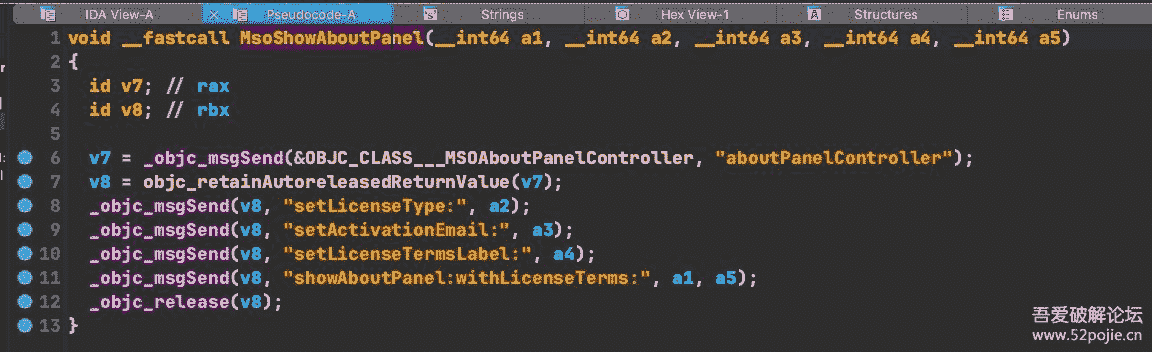 IDA View-A Pseudocode-A Strings Hex View-1 Structures Enums
1 void __fastcall MsoShowAboutPanel(__int64 a1, __int64 a2, __int64 a3, __int64 a4, __int64 a5)
2 {
3 id v7; // rax
4 id v8; // rbx
5
6 v7 = _objc_msgSend(&OBJC_CLASS___MSOAboutPanelController, "aboutPanelController");
7 v8 = objc_retainAutoreleasedReturnValue(v7);
8 _objc_msgSend(v8, "setLicenseType:", a2);
9 _objc_msgSend(v8, "setActivationEmail:", a3);
10 _objc_msgSend(v8, "setLicenseTermsLabel:", a4);
11 _objc_msgSend(v8, "showAboutPanel:withLicenseTerms:", a1, a5);
12 _objc_release(v8);
13 }
吾爱破解论坛
www.52pojie.cn